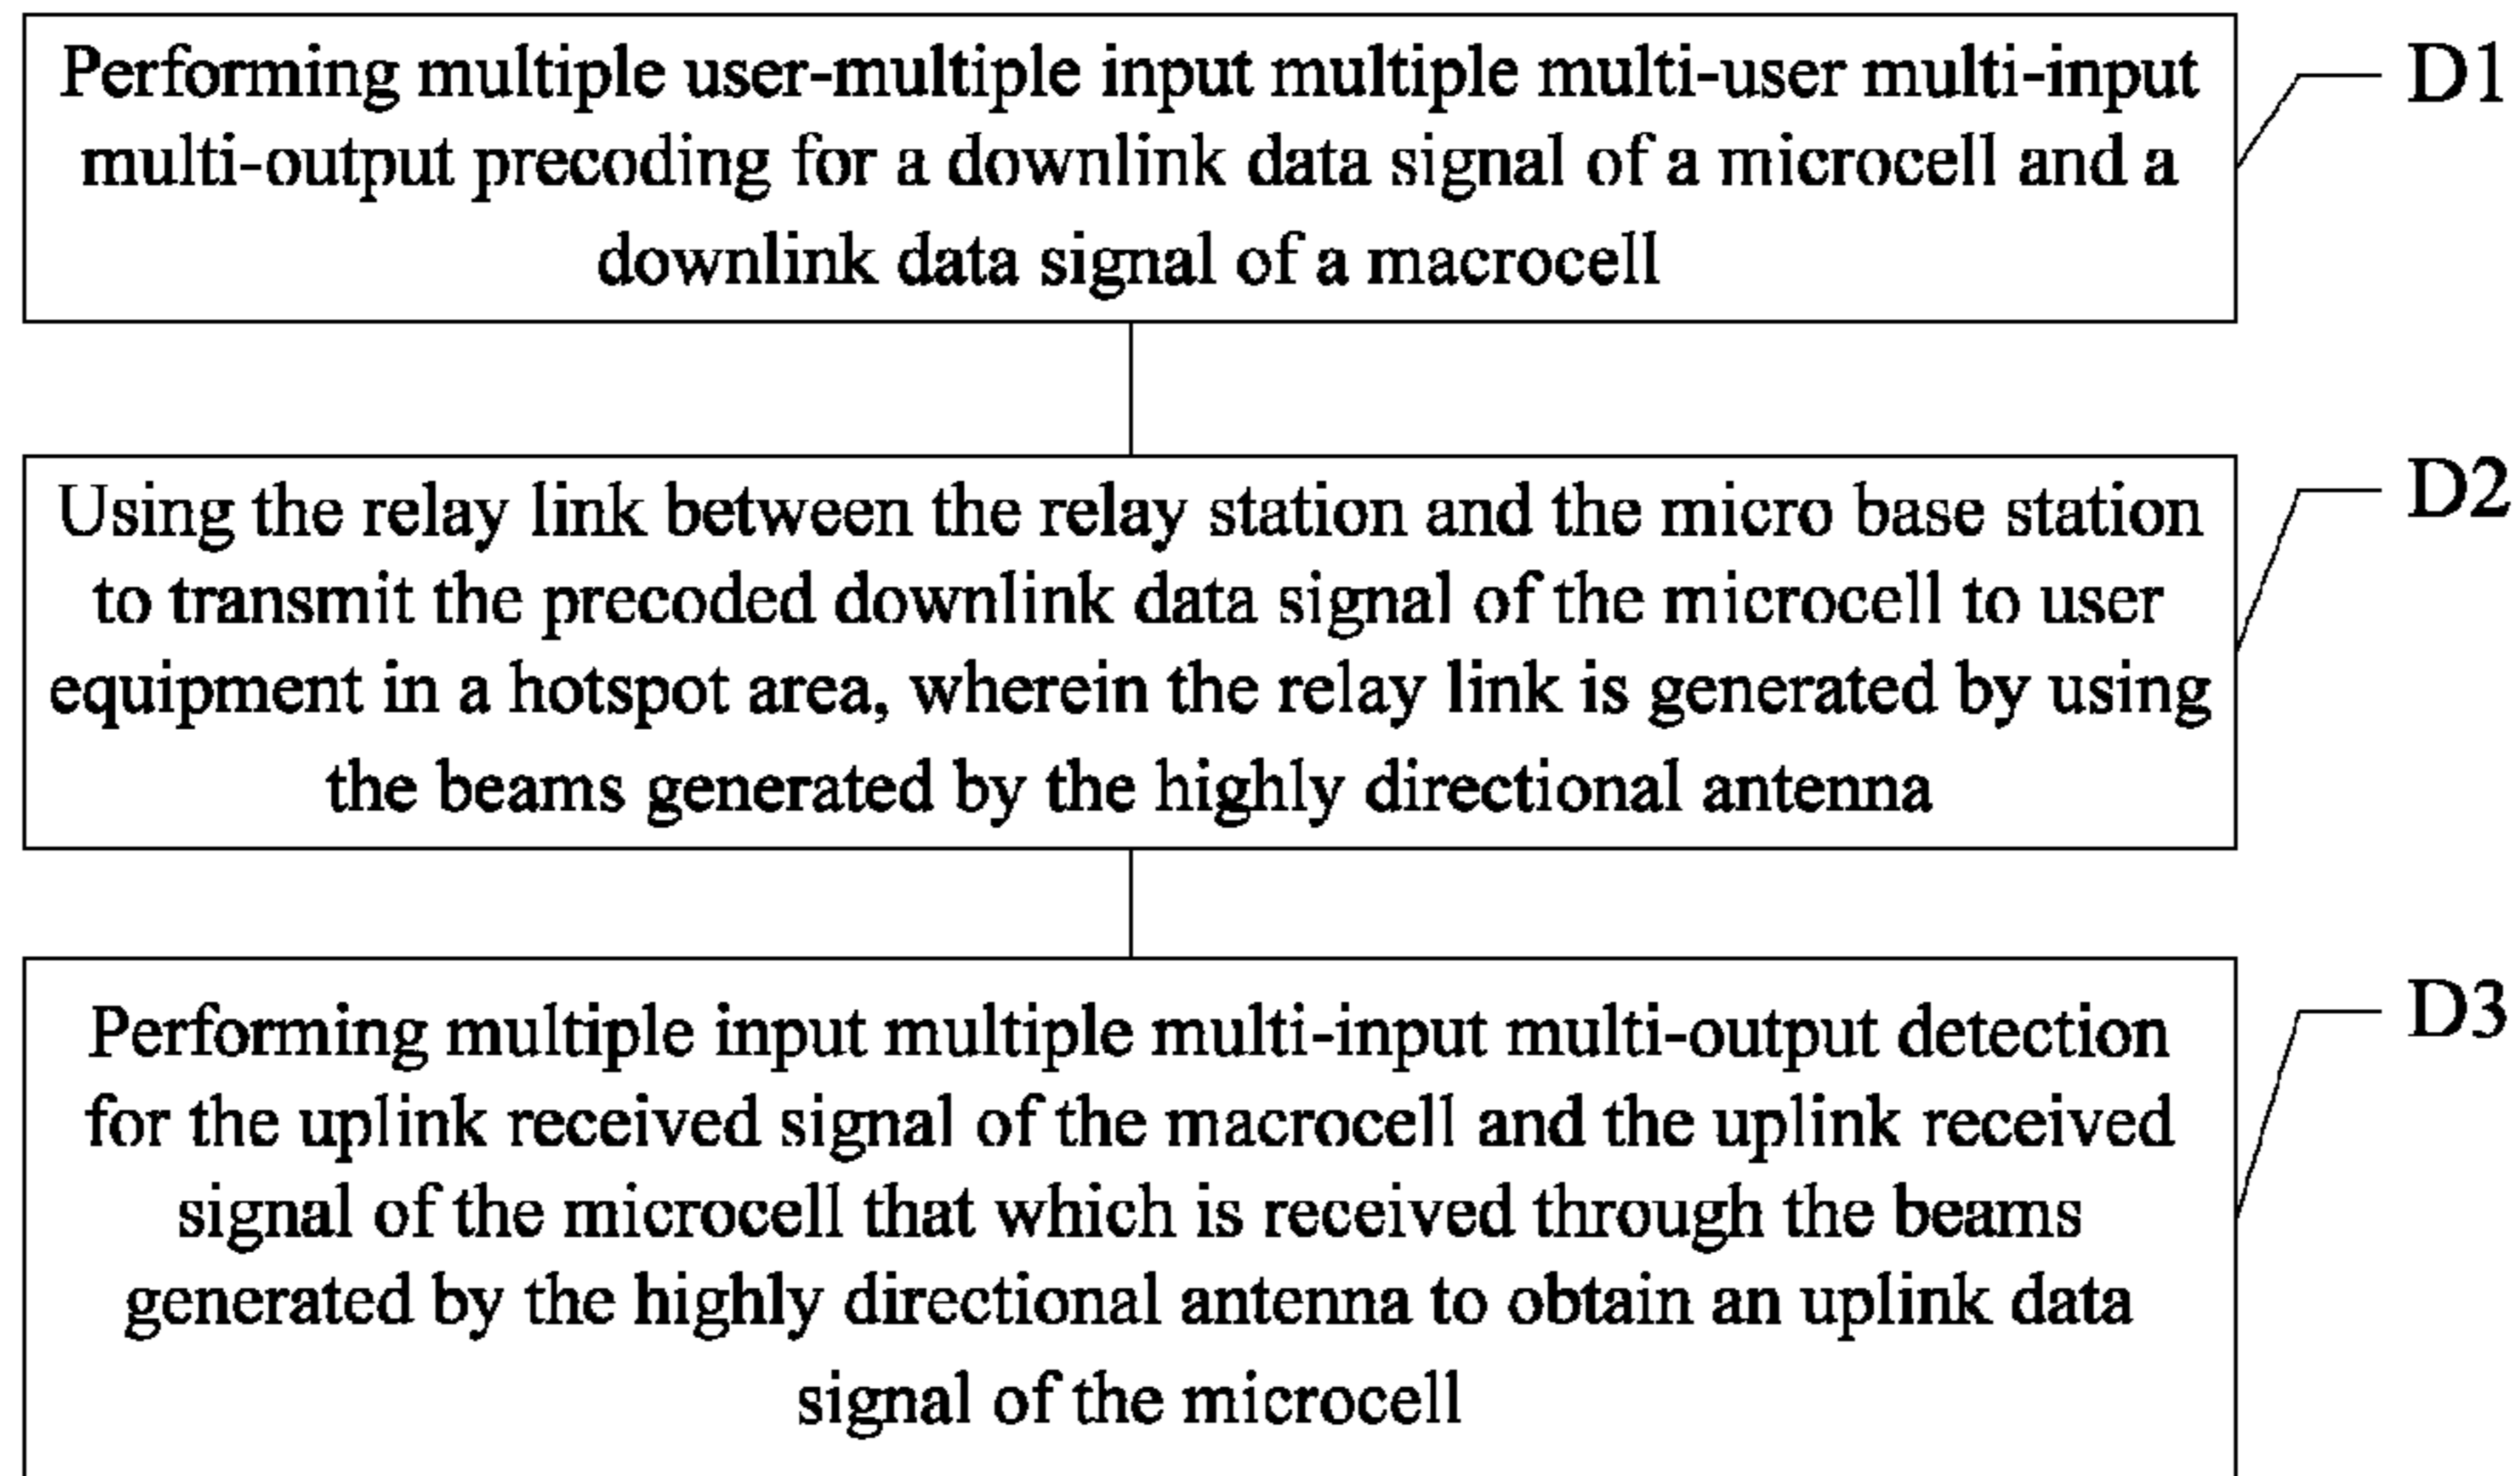 Performing multiple user-multiple input multiple multi-user multi-input
multi-output precoding for a downlink data signal of a microcell and a
downlink data signal of a macrocell
D1
Using the relay link between the relay station and the micro base station
to transmit the precoded downlink data signal of the microcell to user
equipment in a hotspot area, wherein the relay link is generated by using
the beams generated by the highly directional antenna
D2
Performing multiple input multiple multi-input multi-output detection
for the uplink received signal of the macrocell and the uplink received
signal of the microcell that which is received through the beams
generated by the highly directional antenna to obtain an uplink data
signal of the microcell
D3